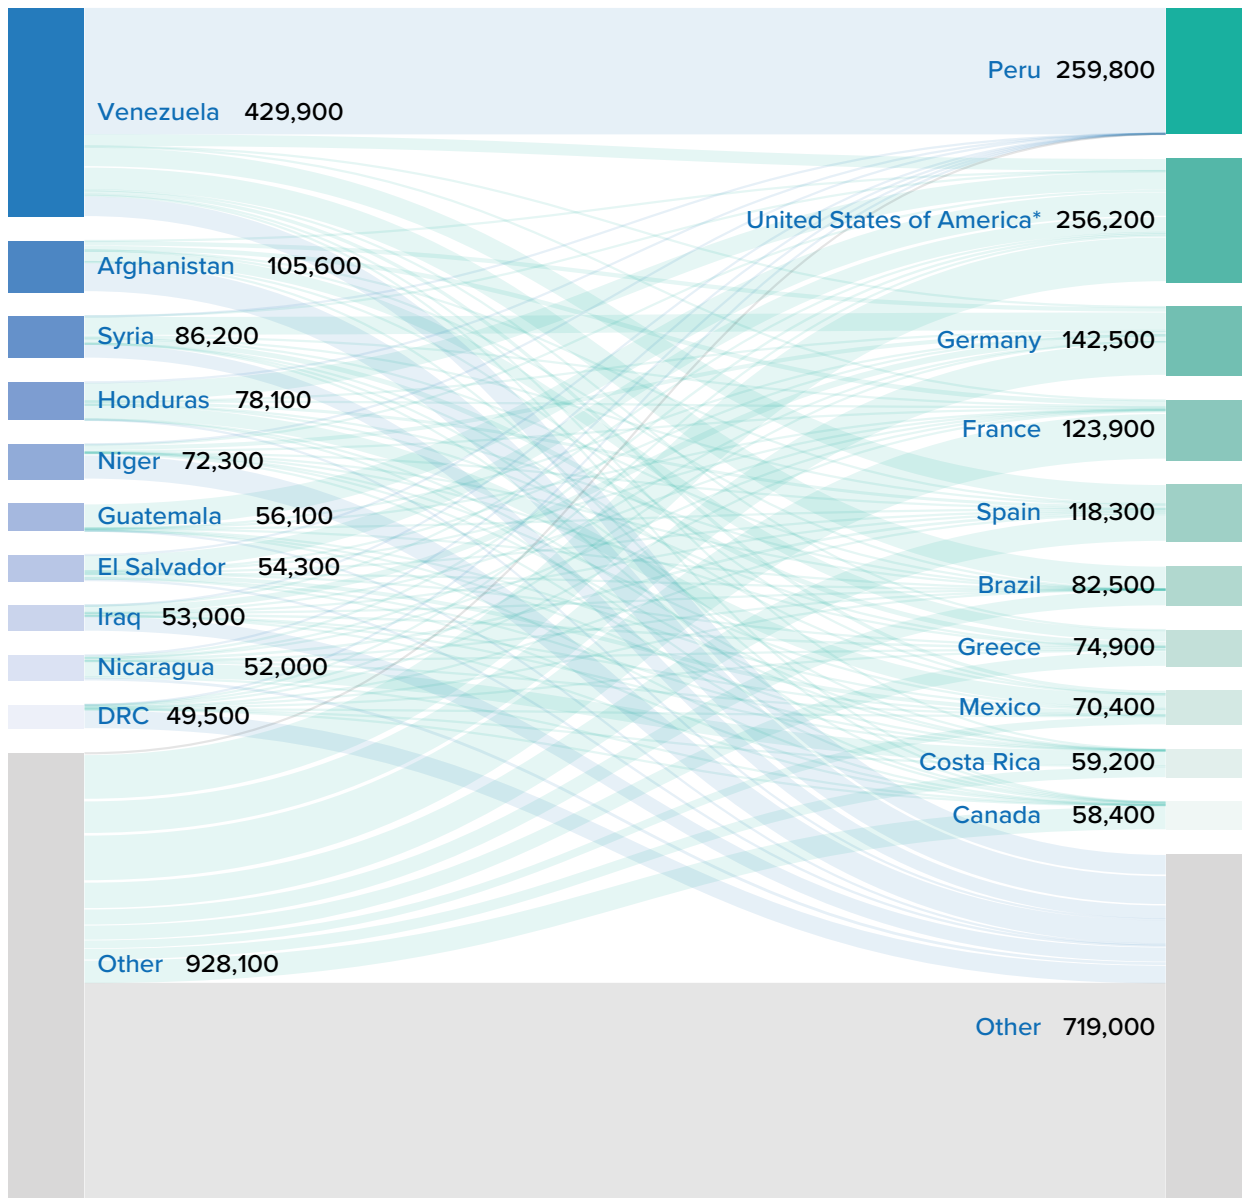 Venezuela 429,900
Afghanistan 105,600
Syria 86,200
Honduras 78,100
Niger 72,300
Guatemala 56,100
El Salvador 54,300
Iraq 53,000
Nicaragua 52,000
DRC 49,500
Other 928,100
Peru 259,800
United States of America* 256,200
Germany 142,500
France 123,900
Spain 118,300
Brazil 82,500
Greece 74,900
Mexico 70,400
Costa Rica 59,200
Canada 58,400
Other 719,000